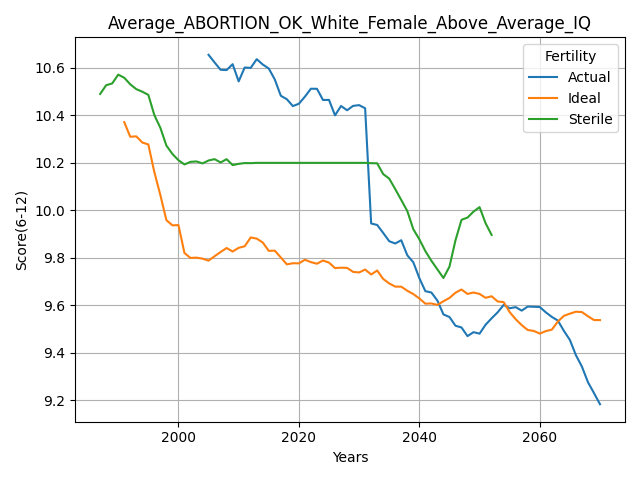 Average_ABORTION_OK_White_Female_Above_Average_IQ
Fertility
Actual
Ideal
Sterile
Score(6-12)
10.6
10.4
10.2
10.0
9.8
9.6
9.4
9.2
2000
2020
2040
2060
Years